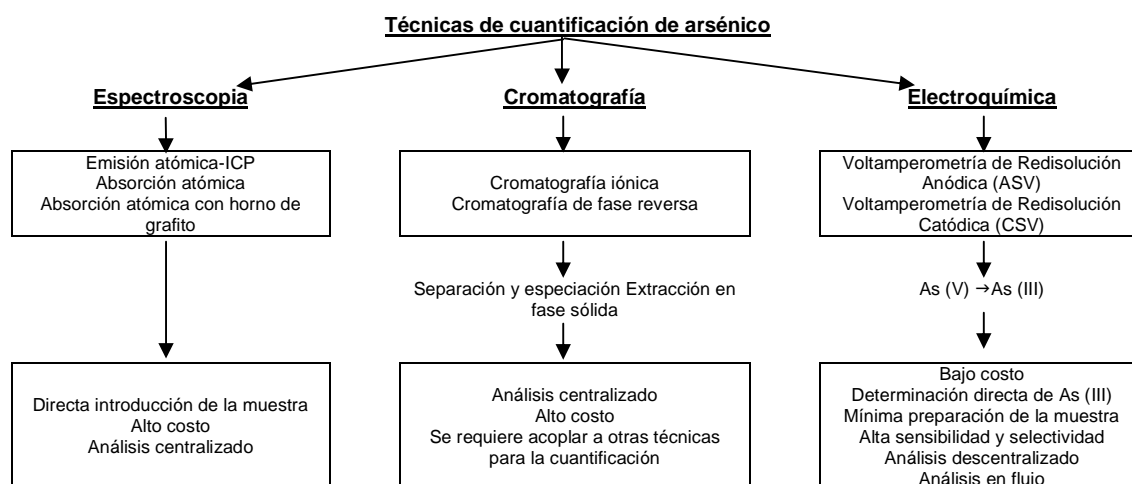 Técnicas de cuantificación de arsénico
Espectroscopia
Cromatografía
Electroquímica
Emisión atómica-ICP
Absorción atómica
Absorción atómica con horno de
grafito
Cromatografía iónica
Cromatografía de fase reversa
Voltamperometría de Redisolución
Anódica (ASV)
Voltamperometría de Redisolución
Catódica (CSV)
Separación y especiación Extracción en
fase sólida
As (V) →As (III)
Directa introducción de la muestra
Alto costo
Análisis centralizado
Análisis centralizado
Alto costo
Se requiere acoplar a otras técnicas
para la cuantificación
Bajo costo
Determinación directa de As (III)
Mínima preparación de la muestra
Alta sensibilidad y selectividad
Análisis descentralizado
Análisis en flujo